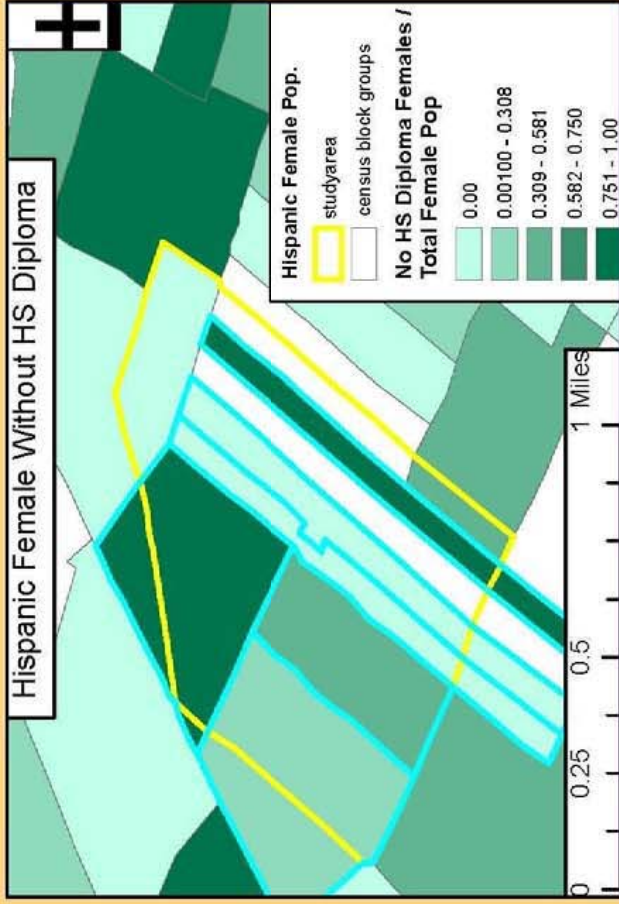 Hispanic Female Without HS Diploma
Hispanic Female Pop.
studyarea
census block groups
No HS Diploma Females /
Total Female Pop
0.00
0.00100 - 0.308
0.309 - 0.581
0.582 - 0.750
0.751 - 1.00
0 0.25 0.5 1 Miles